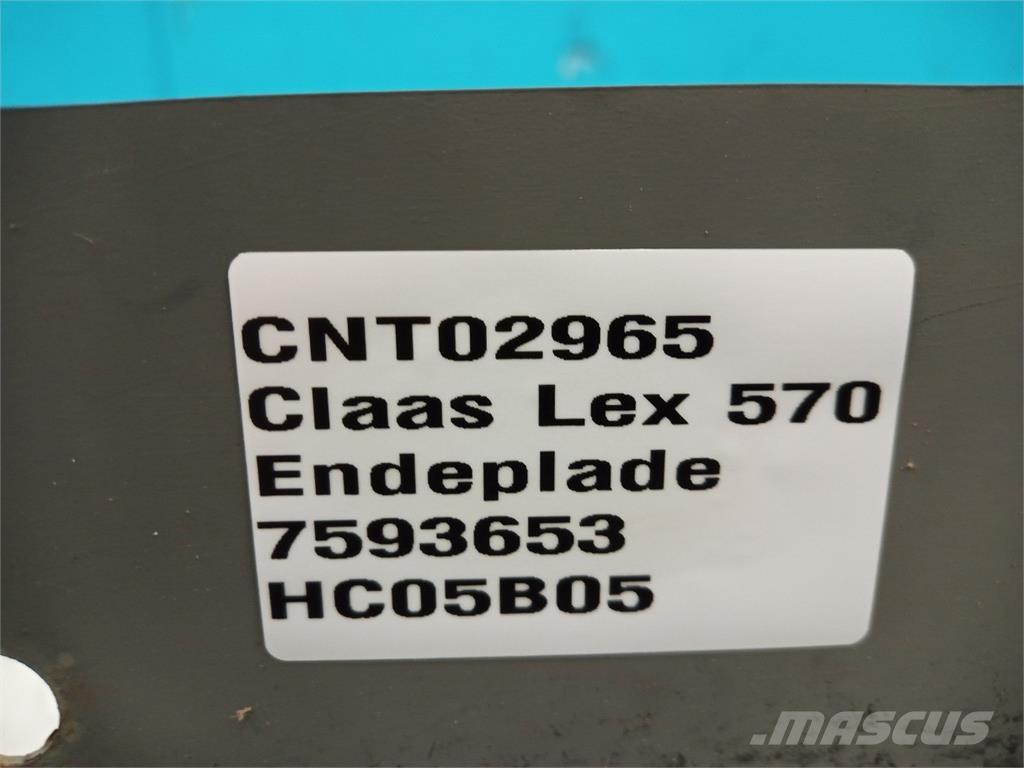 CNT02965
Claas Lex 570
Endeplade
7593653
HC05B05
MASCUS